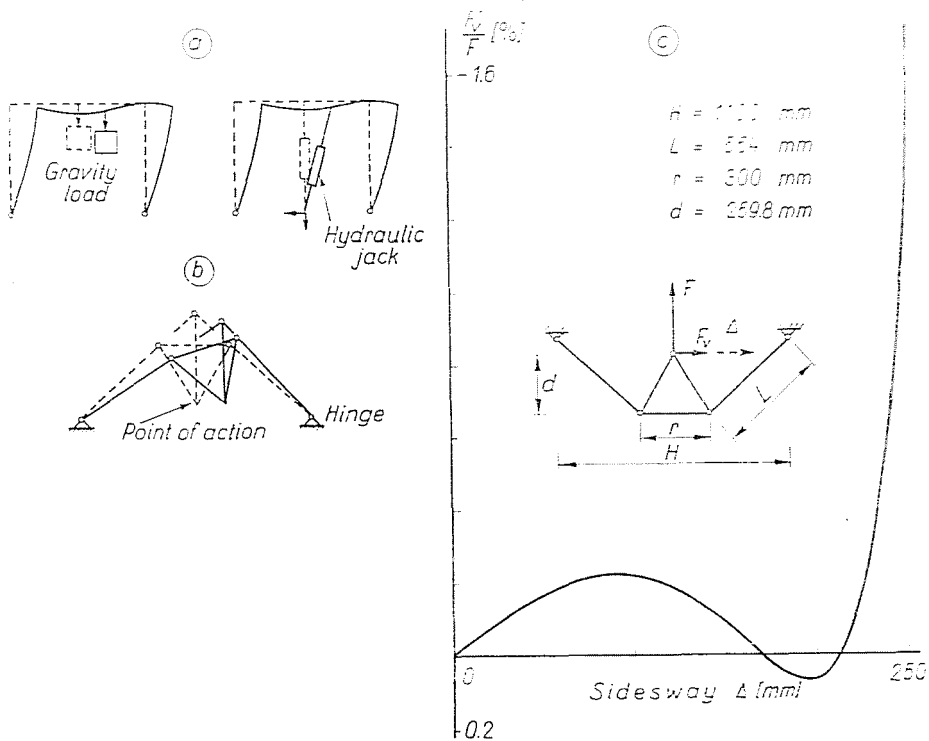 a
Gravity
load
Hydraulic
jack
b
Point of action
Hinge
c
F_v/F [%]
-1.6
H = mm
L = mm
r = 300 mm
d = 259.8 mm
F
F_v
Δ
d
L
r
H
0
250
Sidesway Δ [mm]
-0.2